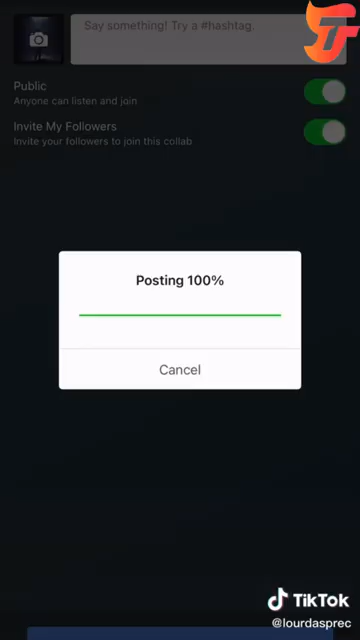 Say something! Try a #hashtag.
Public
Anyone can listen and join
Invite My Followers
Invite your followers to join this collab
Posting 100%
Cancel
TikTok
@lourdasprec